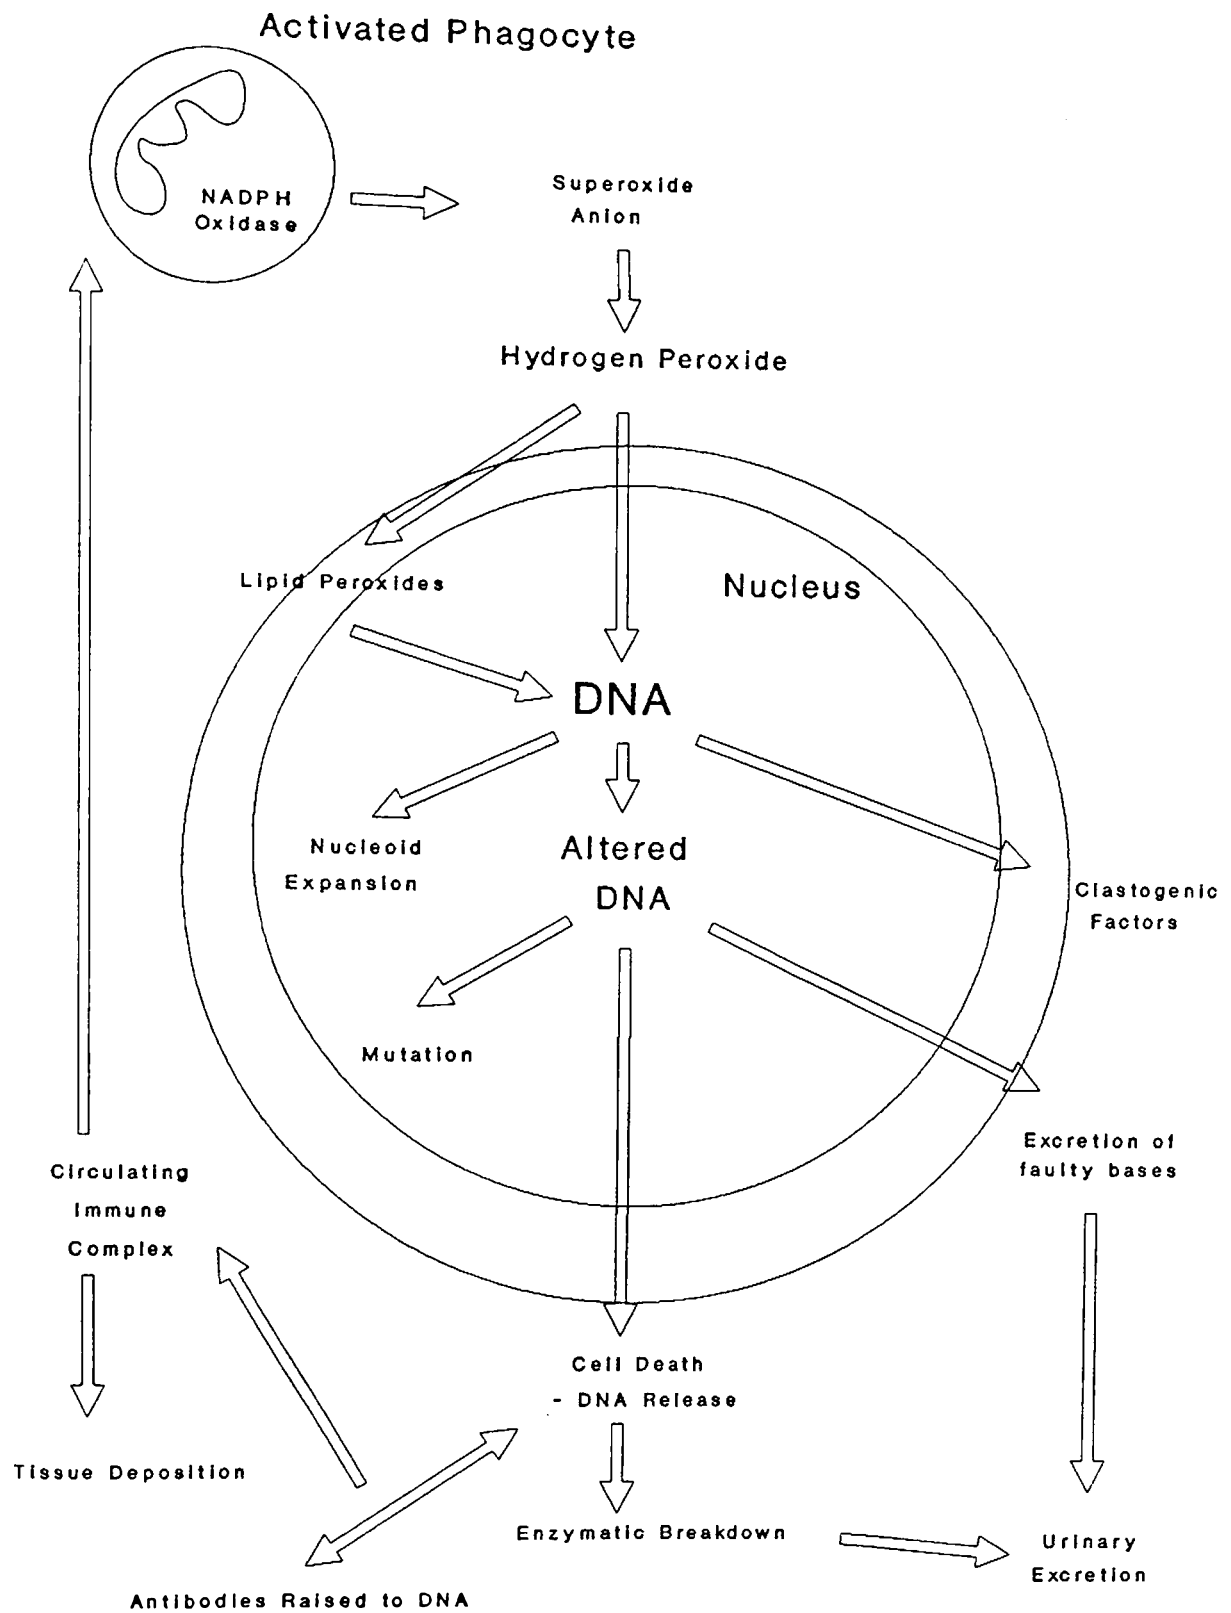 Activated Phagocyte
NADPH
Oxidase
Superoxide
Anion
Hydrogen Peroxide
Lipid Peroxides
Nucleus
DNA
Nucleoid
Expansion
Altered
DNA
Clastogenic
Factors
Mutation
Excretion of
faulty bases
Circulating
Immune
Complex
Cell Death
- DNA Release
Tissue Deposition
Enzymatic Breakdown
Urinary
Excretion
Antibodies Raised to DNA